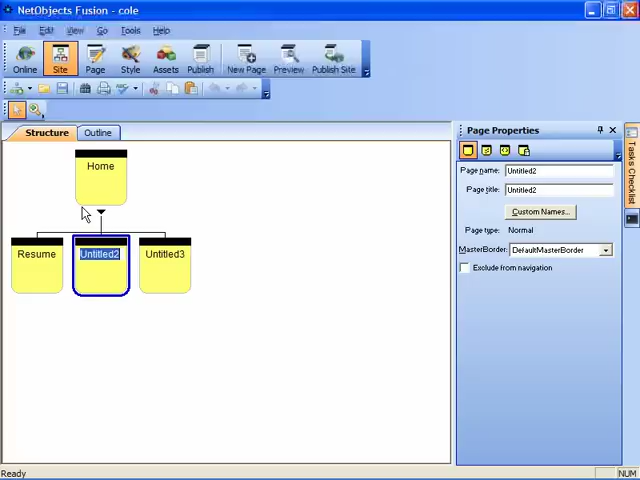 NetObjects Fusion - cole
File Edit View Go Tools Help
Online Site Page Style Assets Publish New Page Preview Publish Site
Structure Outline
Home
Resume Untitled2 Untitled3
Page Properties
Page name: Untitled2
Page title: Untitled2
Custom Names...
Page type: Normal
MasterBorder: DefaultMasterBorder
Exclude from navigation
Tasks Checklist
Ready NUM